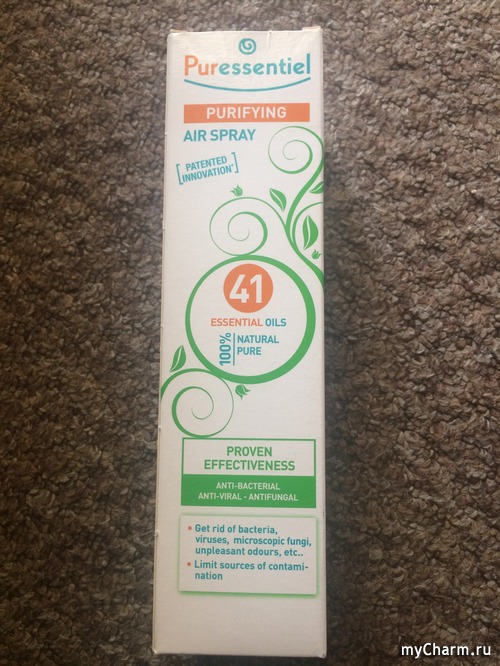 Puressentiel
PURIFYING
AIR SPRAY
[PATENTED
INNOVATION*]
41
ESSENTIAL OILS
100%
NATURAL
PURE
PROVEN
EFFECTIVENESS
ANTI-BACTERIAL
ANTI-VIRAL - ANTIFUNGAL
• Get rid of bacteria,
viruses, microscopic fungi,
unpleasant odours, etc..
• Limit sources of contami-
nation
myCharm.ru